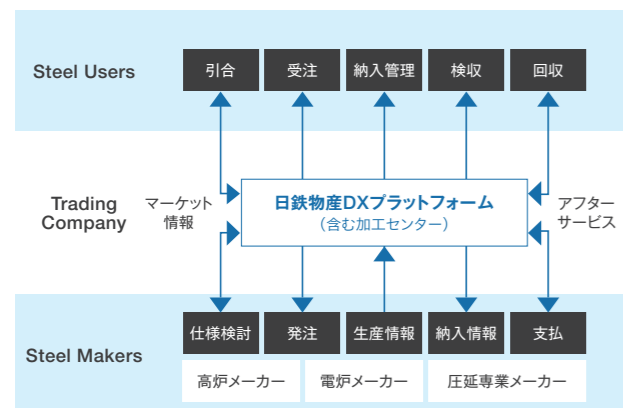 Steel Users
引合
受注
納入管理
検収
回収
Trading
Company
マーケット
情報
日鉄物産DXプラットフォーム
(含む加工センター)
アフター
サービス
Steel Makers
仕様検討
発注
生産情報
納入情報
支払
高炉メーカー
電炉メーカー
圧延専業メーカー